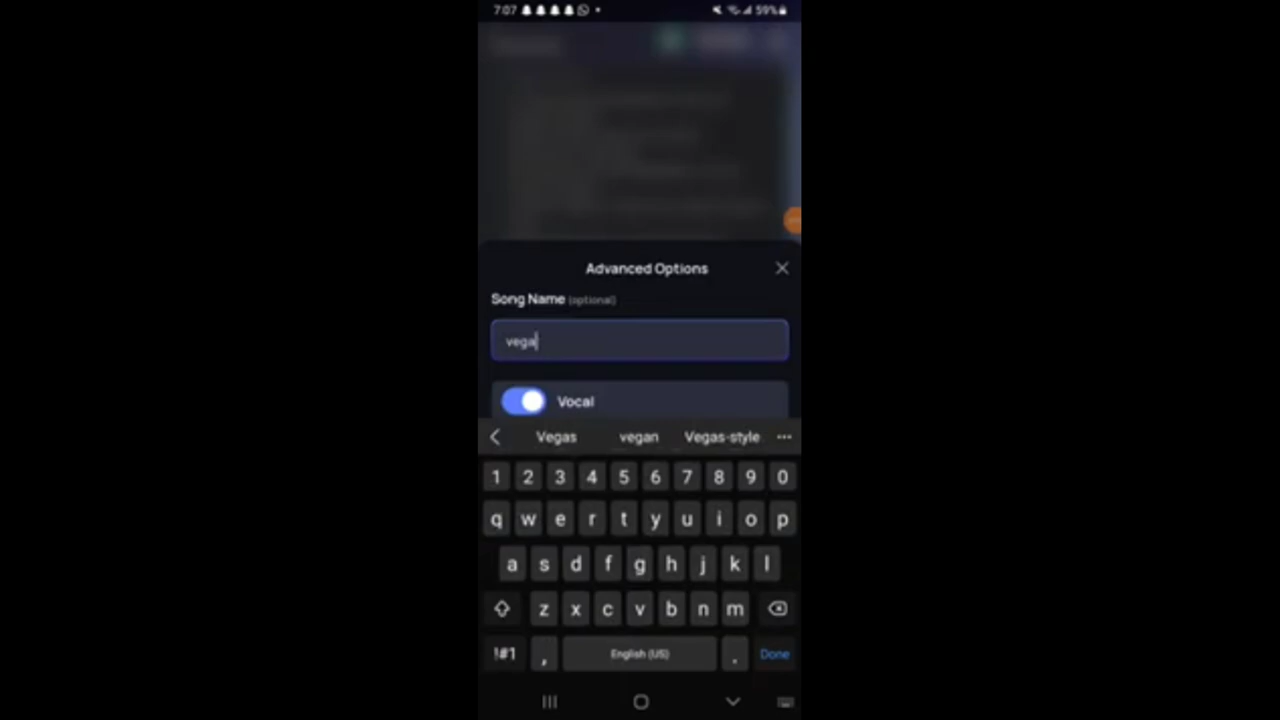 7:07 59%
Advanced Options
Song Name (optional)
vega
Vocal
Vegas vegan Vegas-style
1 2 3 4 5 6 7 8 9 0
q w e r t y u i o p
a s d f g h j k l
z x c v b n m
!#1 , English (US) . Done